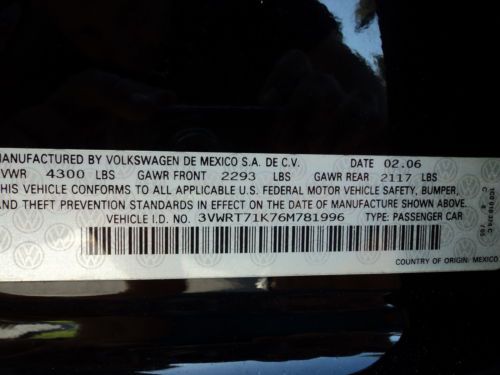 MANUFACTURED BY VOLKSWAGEN DE MEXICO S.A. DE C.V. DATE 02.06
VWR 4300 LBS GAWR FRONT 2293 LBS GAWR REAR 2117 LBS
THIS VEHICLE CONFORMS TO ALL APPLICABLE U.S. FEDERAL MOTOR VEHICLE SAFETY, BUMPER,
AND THEFT PREVENTION STANDARDS IN EFFECT ON THE DATE OF MANUFACTURE SHOWN ABOVE.
VEHICLE I.D. NO. 3VWRT71K76M781996 TYPE: PASSENGER CAR
COUNTRY OF ORIGIN: MEXICO